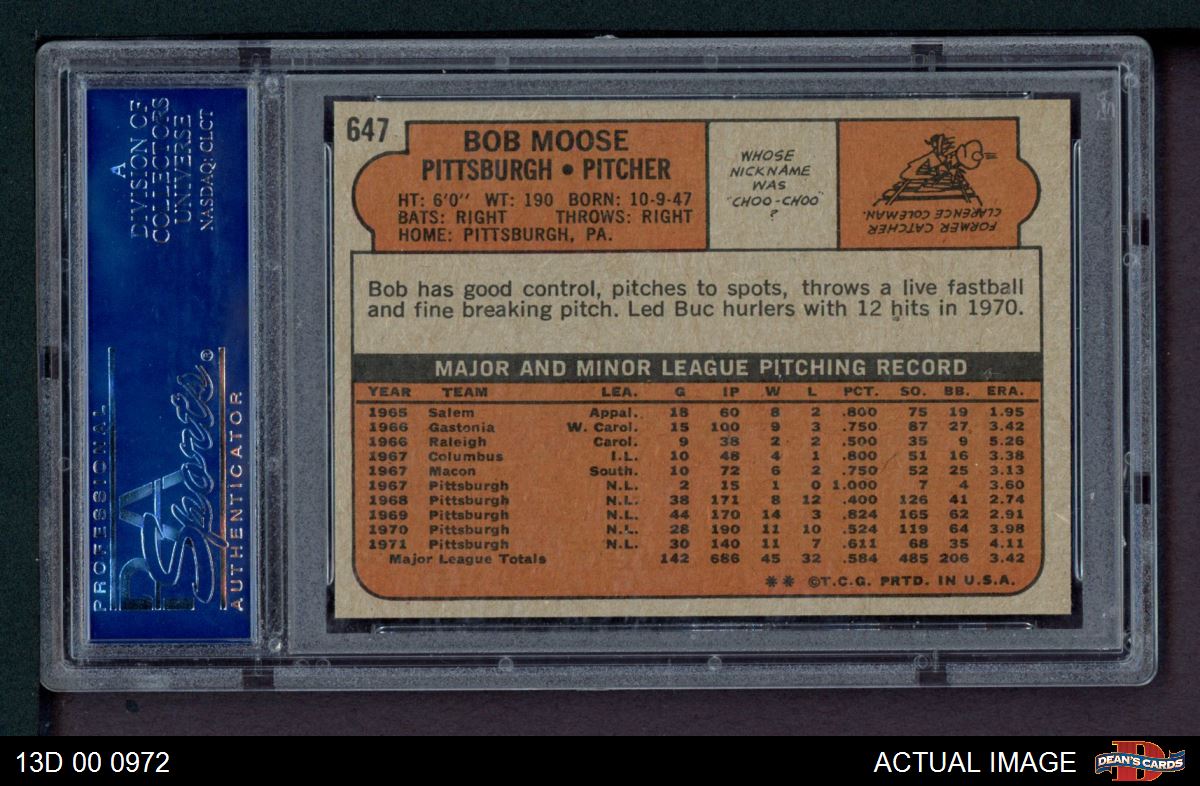 A
DIVISION OF
COLLECTORS
UNIVERSE
NASDAQ: CLCT
PROFESSIONAL
PSA
Sports®
AUTHENTICATOR
647
BOB MOOSE
PITTSBURGH • PITCHER
HT: 6'0" WT: 190 BORN: 10-9-47
BATS: RIGHT THROWS: RIGHT
HOME: PITTSBURGH, PA.
WHOSE
NICKNAME
WAS
"CHOO-CHOO"
?
FORMER CATCHER
CLARENCE COLEMAN.
Bob has good control, pitches to spots, throws a live fastball
and fine breaking pitch. Led Buc hurlers with 12 hits in 1970.
MAJOR AND MINOR LEAGUE PITCHING RECORD
YEAR TEAM LEA. G IP W L PCT. SO. BB. ERA.
1965 Salem Appal. 18 60 8 2 .800 75 19 1.95
1966 Gastonia W. Carol. 15 100 9 3 .750 87 27 3.42
1966 Raleigh Carol. 9 38 2 2 .500 35 9 5.26
1967 Columbus I.L. 10 48 4 1 .800 51 16 3.38
1967 Macon South. 10 72 6 2 .750 52 25 3.13
1967 Pittsburgh N.L. 2 15 1 0 1.000 7 4 3.60
1968 Pittsburgh N.L. 38 171 8 12 .400 126 41 2.74
1969 Pittsburgh N.L. 44 170 14 3 .824 165 62 2.91
1970 Pittsburgh N.L. 28 190 11 10 .524 119 64 3.98
1971 Pittsburgh N.L. 30 140 11 7 .611 68 35 4.11
Major League Totals 142 686 45 32 .584 485 206 3.42
** ©T.C.G. PRTD. IN U.S.A.
13D 00 0972
ACTUAL IMAGE
D
DEAN'S CARDS